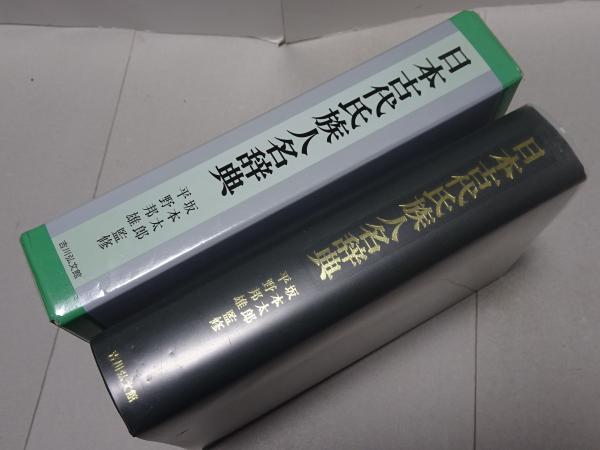 日本古代氏族人名辞典
坂本太郎監修
平野邦雄
吉川弘文館
日本古代氏族人名辞典
坂本太郎監修
平野邦雄
吉川弘文館